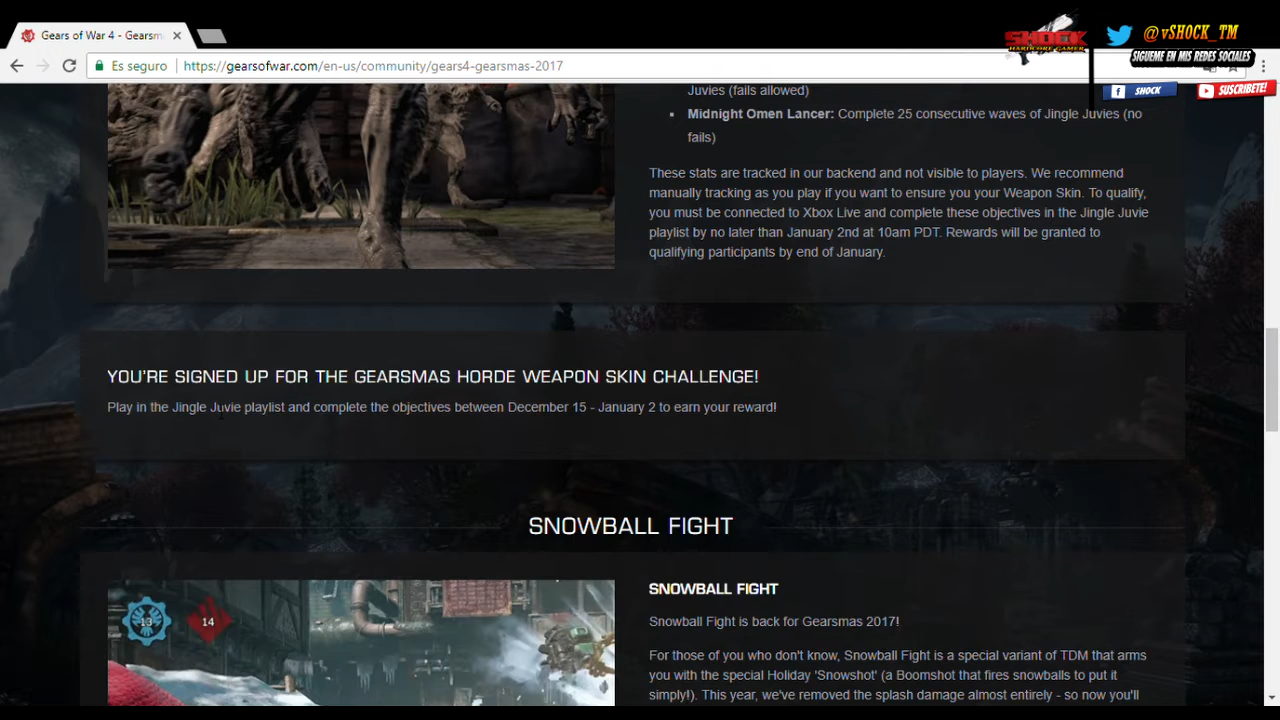 Gears of War 4 - Gearsm
SHOCK
HARDCORE GAMER
@vSHOCK_TM
SIGUEME EN MIS REDES SOCIALES
Es seguro
https://gearsofwar.com/en-us/community/gears4-gearsmas-2017
SHOCK
SUSCRIBETE!
Juvies (fails allowed)
Midnight Omen Lancer: Complete 25 consecutive waves of Jingle Juvies (no
fails)
These stats are tracked in our backend and not visible to players. We recommend
manually tracking as you play if you want to ensure you your Weapon Skin. To qualify,
you must be connected to Xbox Live and complete these objectives in the Jingle Juvie
playlist by no later than January 2nd at 10am PDT. Rewards will be granted to
qualifying participants by end of January.
YOU'RE SIGNED UP FOR THE GEARSMAS HORDE WEAPON SKIN CHALLENGE!
Play in the Jingle Juvie playlist and complete the objectives between December 15 - January 2 to earn your reward!
SNOWBALL FIGHT
13
14
SNOWBALL FIGHT
Snowball Fight is back for Gearsmas 2017!
For those of you who don't know, Snowball Fight is a special variant of TDM that arms
you with the special Holiday 'Snowshot' (a Boomshot that fires snowballs to put it
simply!). This year, we've removed the splash damage almost entirely - so now you'll